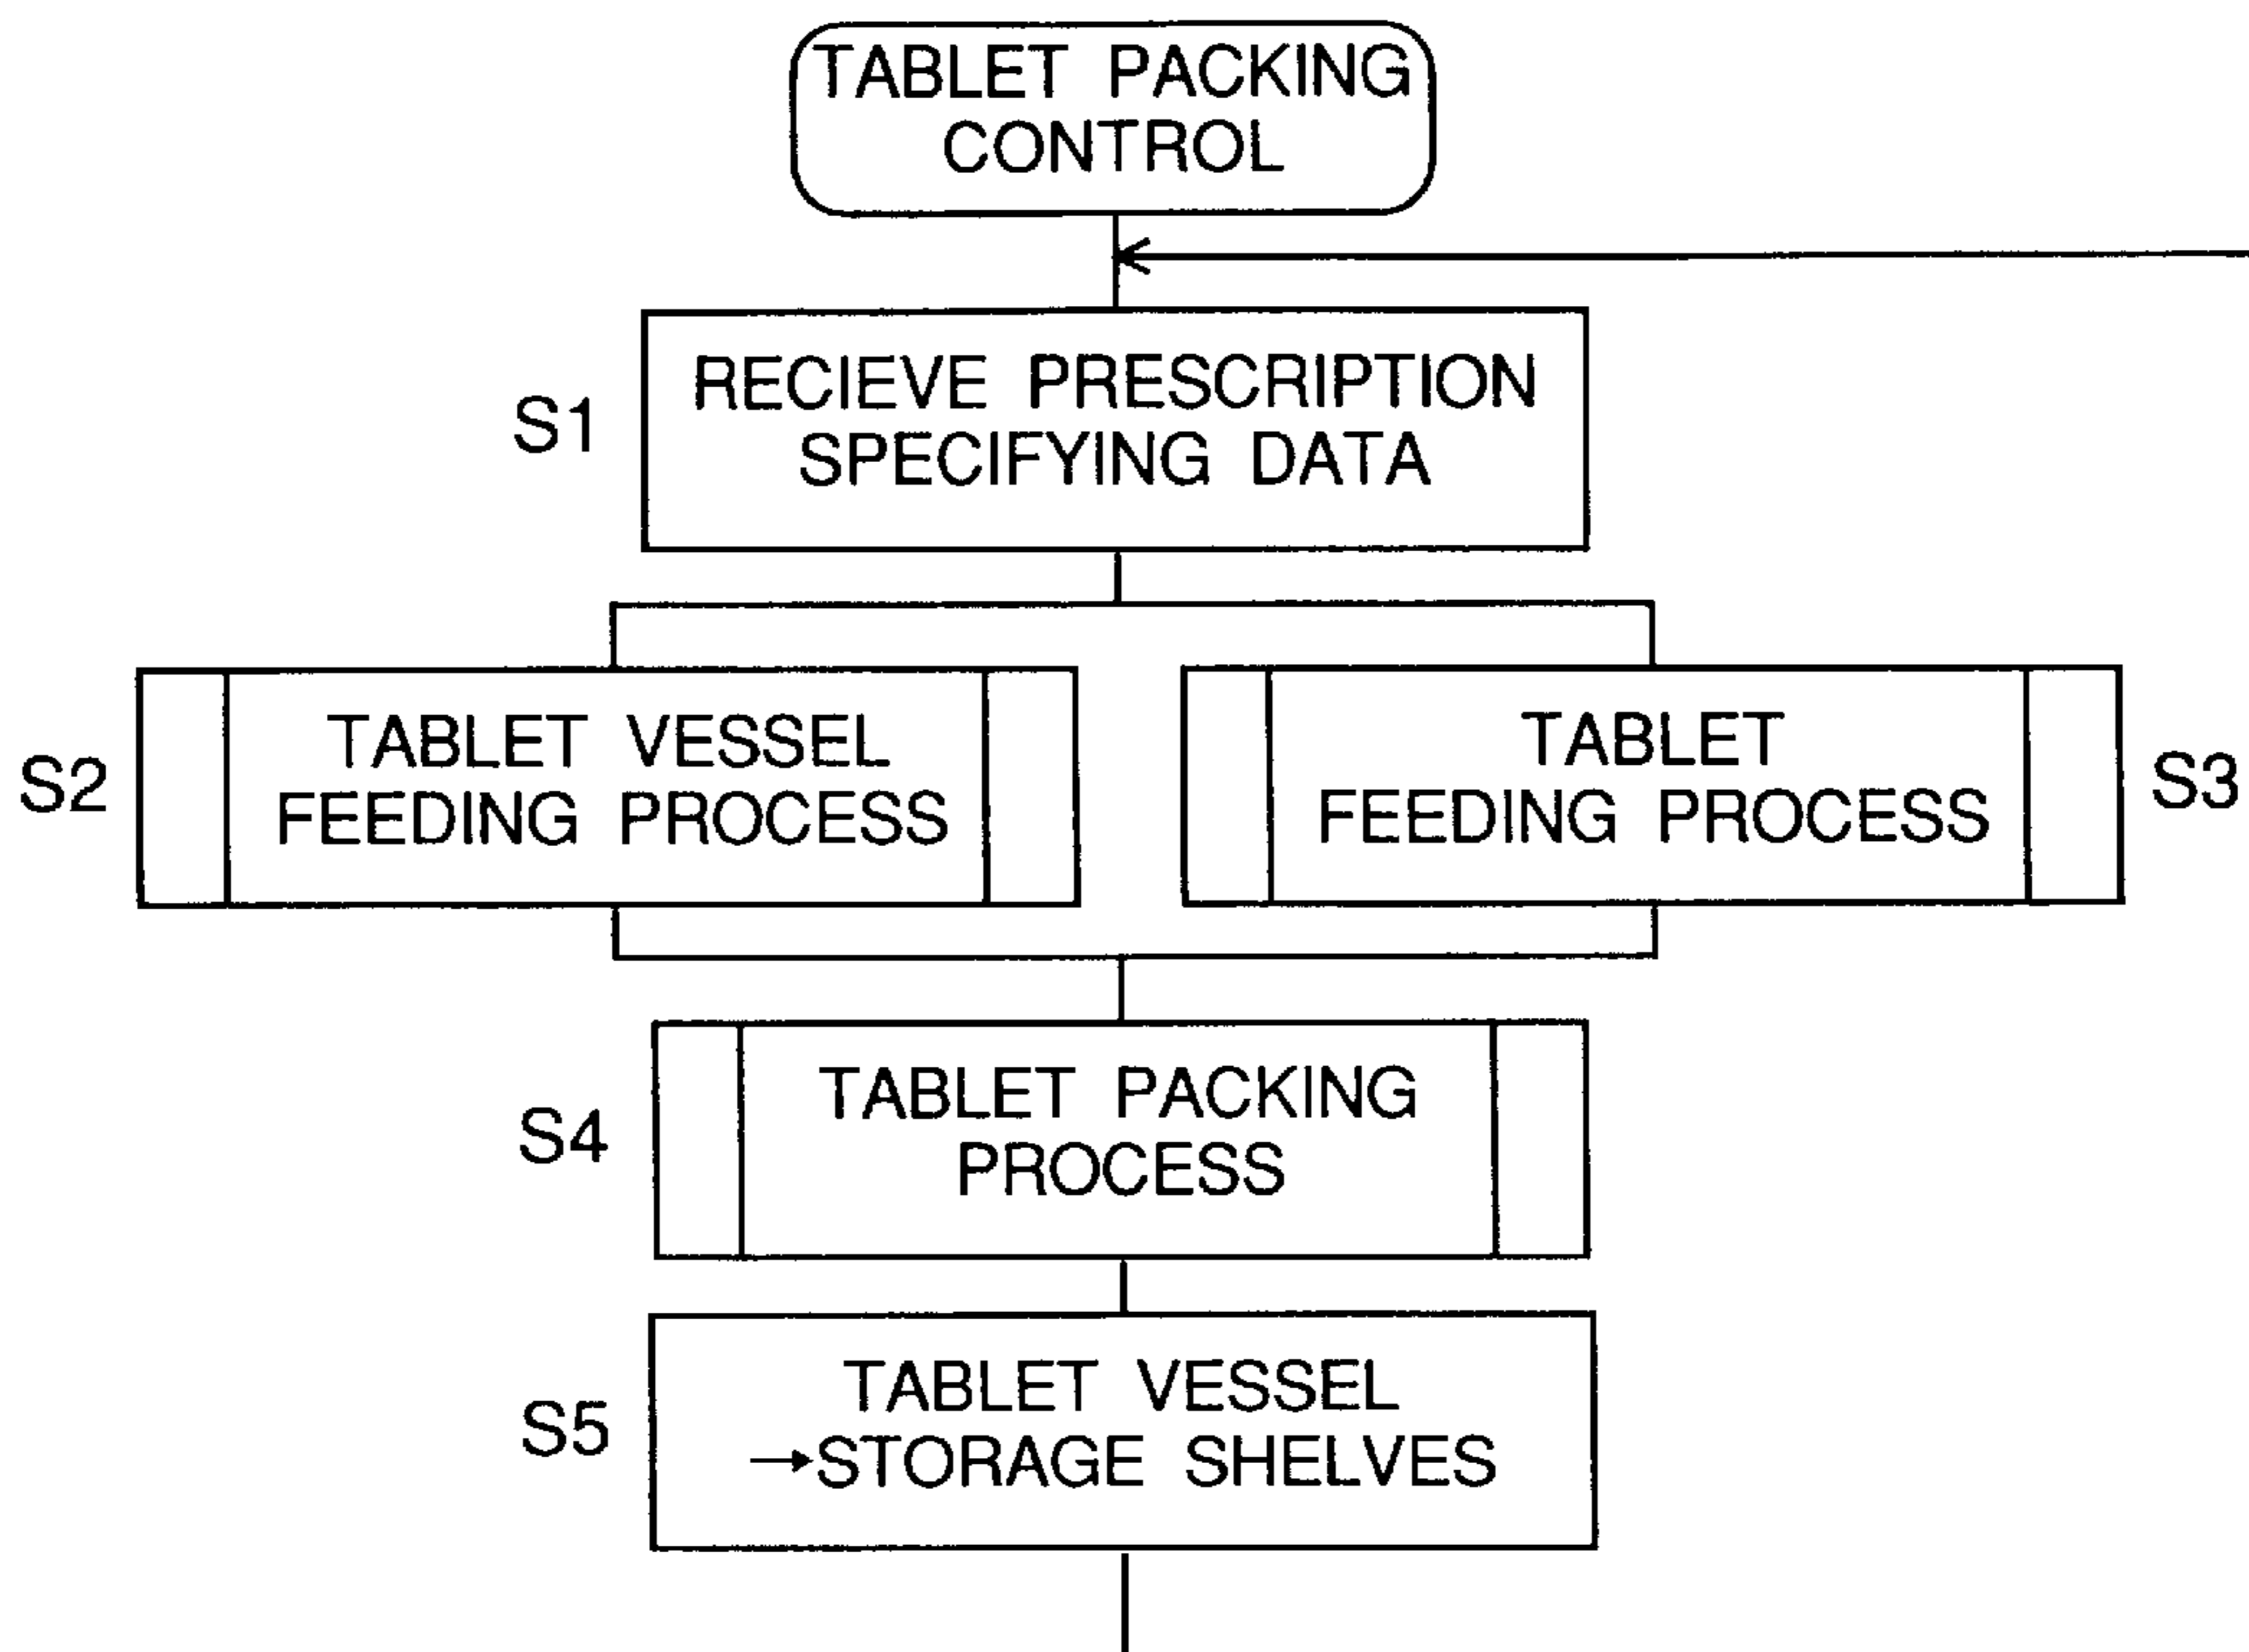 TABLET PACKING
CONTROL
S1
RECIEVE PRESCRIPTION
SPECIFYING DATA
S2
TABLET VESSEL
FEEDING PROCESS
TABLET
FEEDING PROCESS
S3
S4
TABLET PACKING
PROCESS
S5
TABLET VESSEL
→STORAGE SHELVES